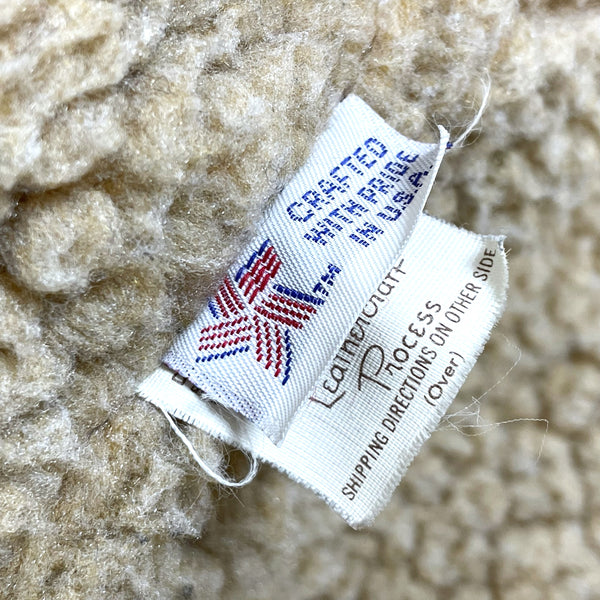 CRAFTED
WITH PRIDE
IN U.S.A.
TM
Leathercraft
Process
SHIPPING DIRECTIONS ON OTHER SIDE
(Over)